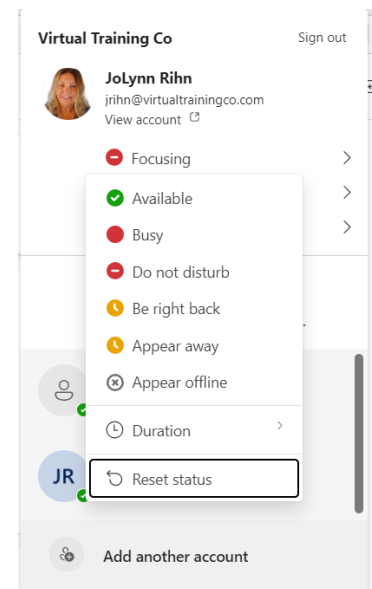 Virtual Training Co Sign out
JoLynn Rihn
jrihn@virtualtrainingco.com
View account
Focusing
Available
Busy
Do not disturb
Be right back
Appear away
Appear offline
Duration
Reset status
JR
Add another account